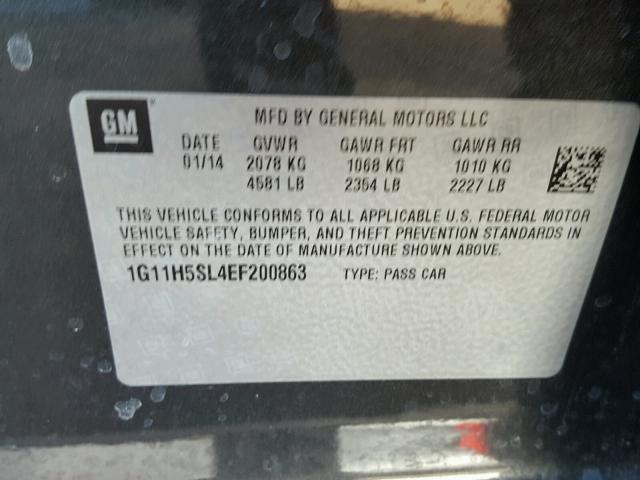 GM
MFD BY GENERAL MOTORS LLC
DATE GVWR GAWR FRT GAWR RR
01/14 2078 KG 1068 KG 1010 KG
4581 LB 2354 LB 2227 LB
THIS VEHICLE CONFORMS TO ALL APPLICABLE U.S. FEDERAL MOTOR
VEHICLE SAFETY, BUMPER, AND THEFT PREVENTION STANDARDS IN
EFFECT ON THE DATE OF MANUFACTURE SHOWN ABOVE.
1G11H5SL4EF200863 TYPE: PASS CAR